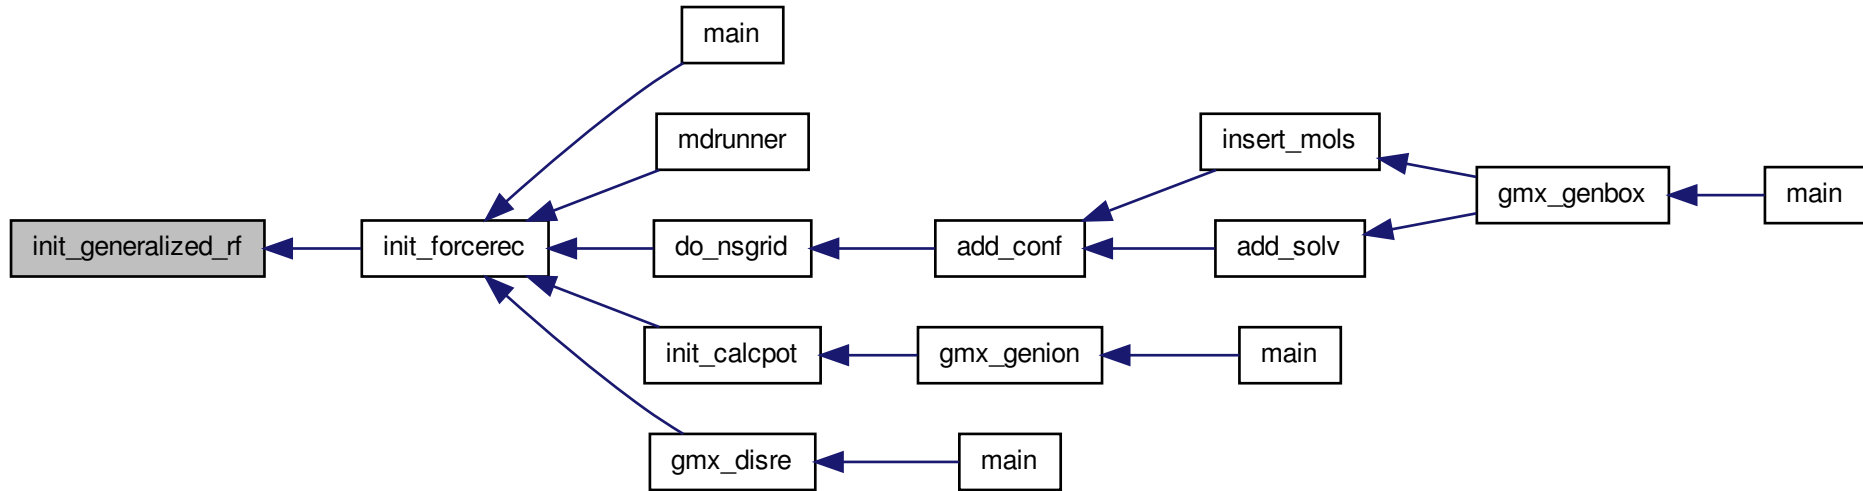 main
mdrunner
insert_mols
gmx_genbox
main
init_generalized_rf
init_forcerec
do_nsgrid
add_conf
add_solv
init_calcpot
gmx_genion
main
gmx_disre
main